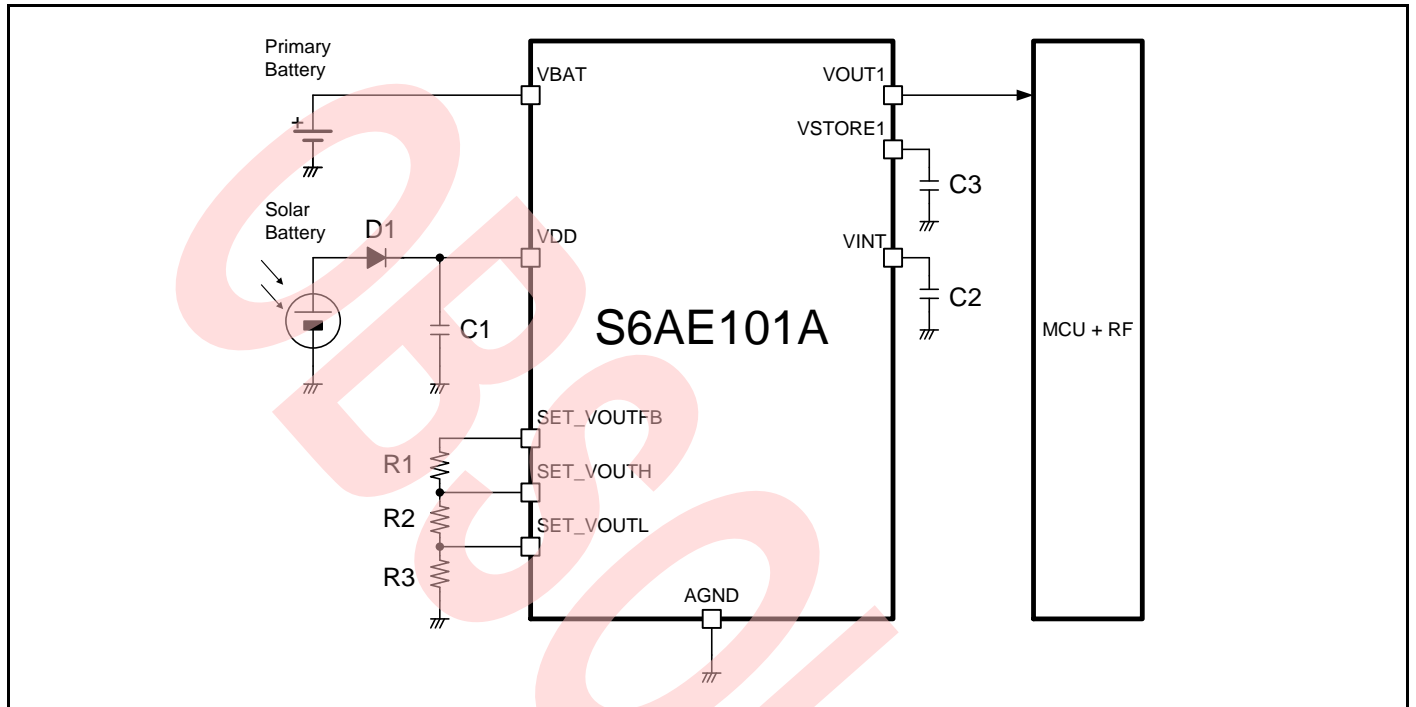 Primary
Battery
VBAT
VOUT1
+
VSTORE1
C3
Solar
Battery
D1
VDD
VINT
C2
C1
S6AE101A
MCU + RF
SET_VOUTFB
R1
SET_VOUTH
R2
SET_VOUTL
R3
AGND
OBSOL